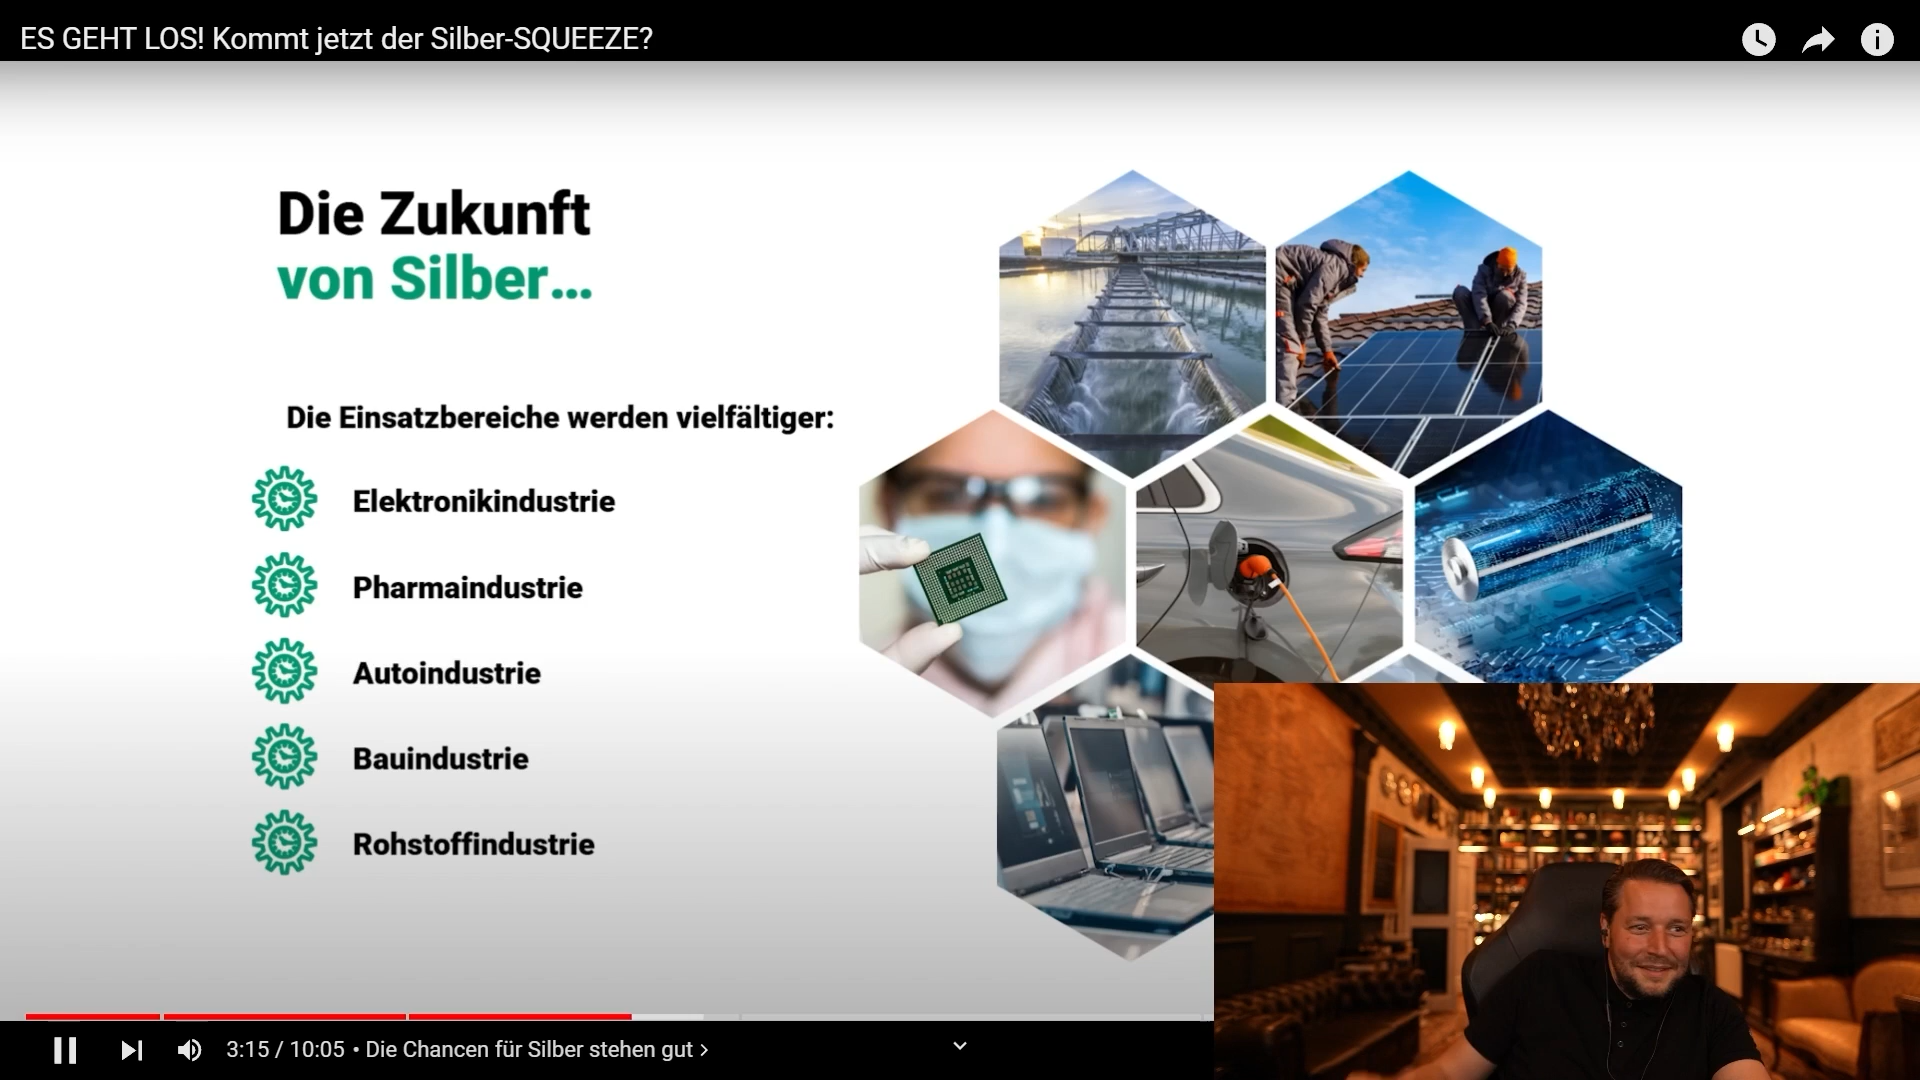 ES GEHT LOS! Kommt jetzt der Silber-SQUEEZE?
Die Zukunft
von Silber...
Die Einsatzbereiche werden vielfältiger:
Elektronikindustrie
Pharmaindustrie
Autoindustrie
Bauindustrie
Rohstoffindustrie
3:15 / 10:05 • Die Chancen für Silber stehen gut ›